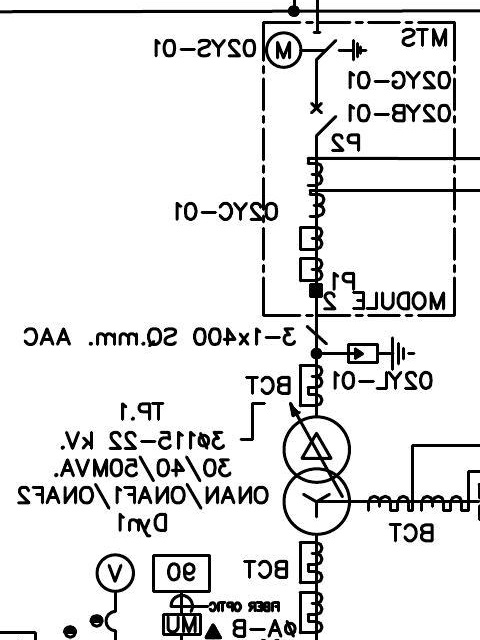 MTS
02YS-01
M
02YG-01
02YB-01
P2
02YC-01
P1
MODULE 2
3-1x400 SQ.mm. AAC
02YL-01
BCT
TP.1
3ø115-22 kV.
30/40/50MVA.
ONAN/ONAF1/ONAF2
Dyn1
BCT
BCT
V
90
FIBER OPTIC
MU
øA-B